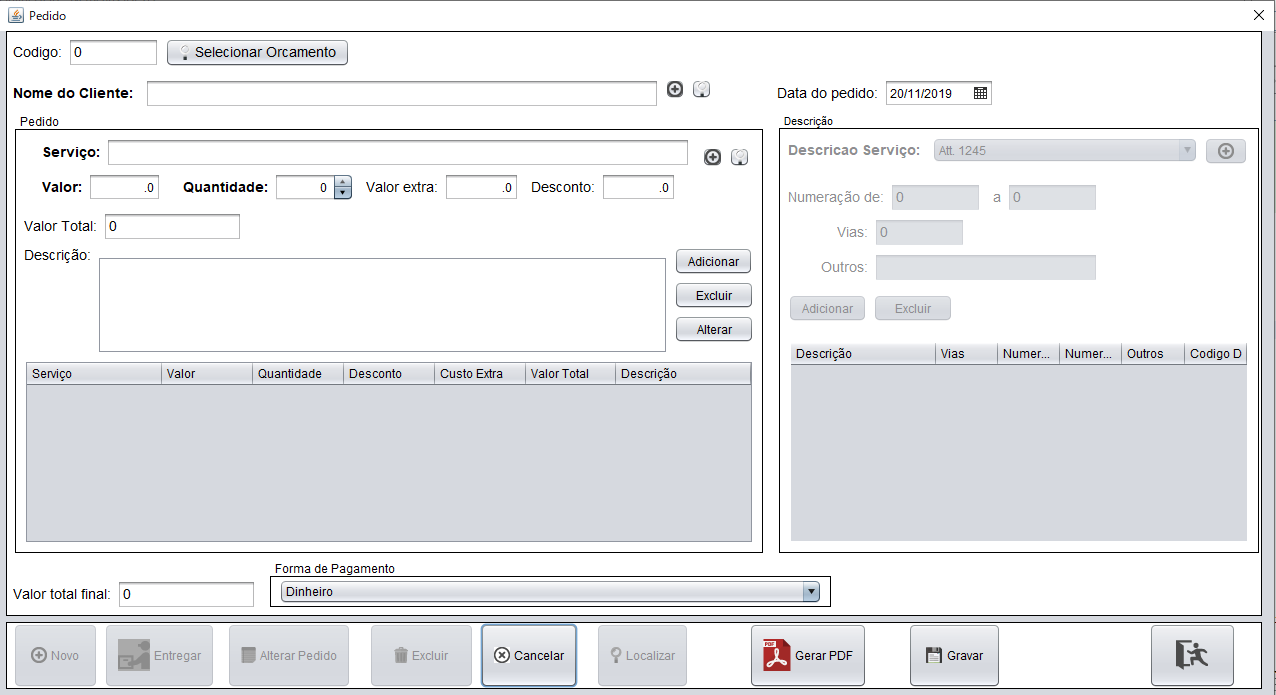 Pedido
Codigo: 0 Selecionar Orcamento
Nome do Cliente:
Data do pedido: 20/11/2019
Pedido
Serviço:
Valor: .0 Quantidade: 0 Valor extra: .0 Desconto: .0
Valor Total: 0
Descrição:
Adicionar
Excluir
Alterar
Serviço Valor Quantidade Desconto Custo Extra Valor Total Descrição
Descrição
Descricao Serviço: Att. 1245
Numeração de: 0 a 0
Vias: 0
Outros:
Adicionar Excluir
Descrição Vias Numer... Numer... Outros Codigo D
Valor total final: 0
Forma de Pagamento
Dinheiro
Novo Entregar Alterar Pedido Excluir Cancelar Localizar PDF Gerar PDF Gravar